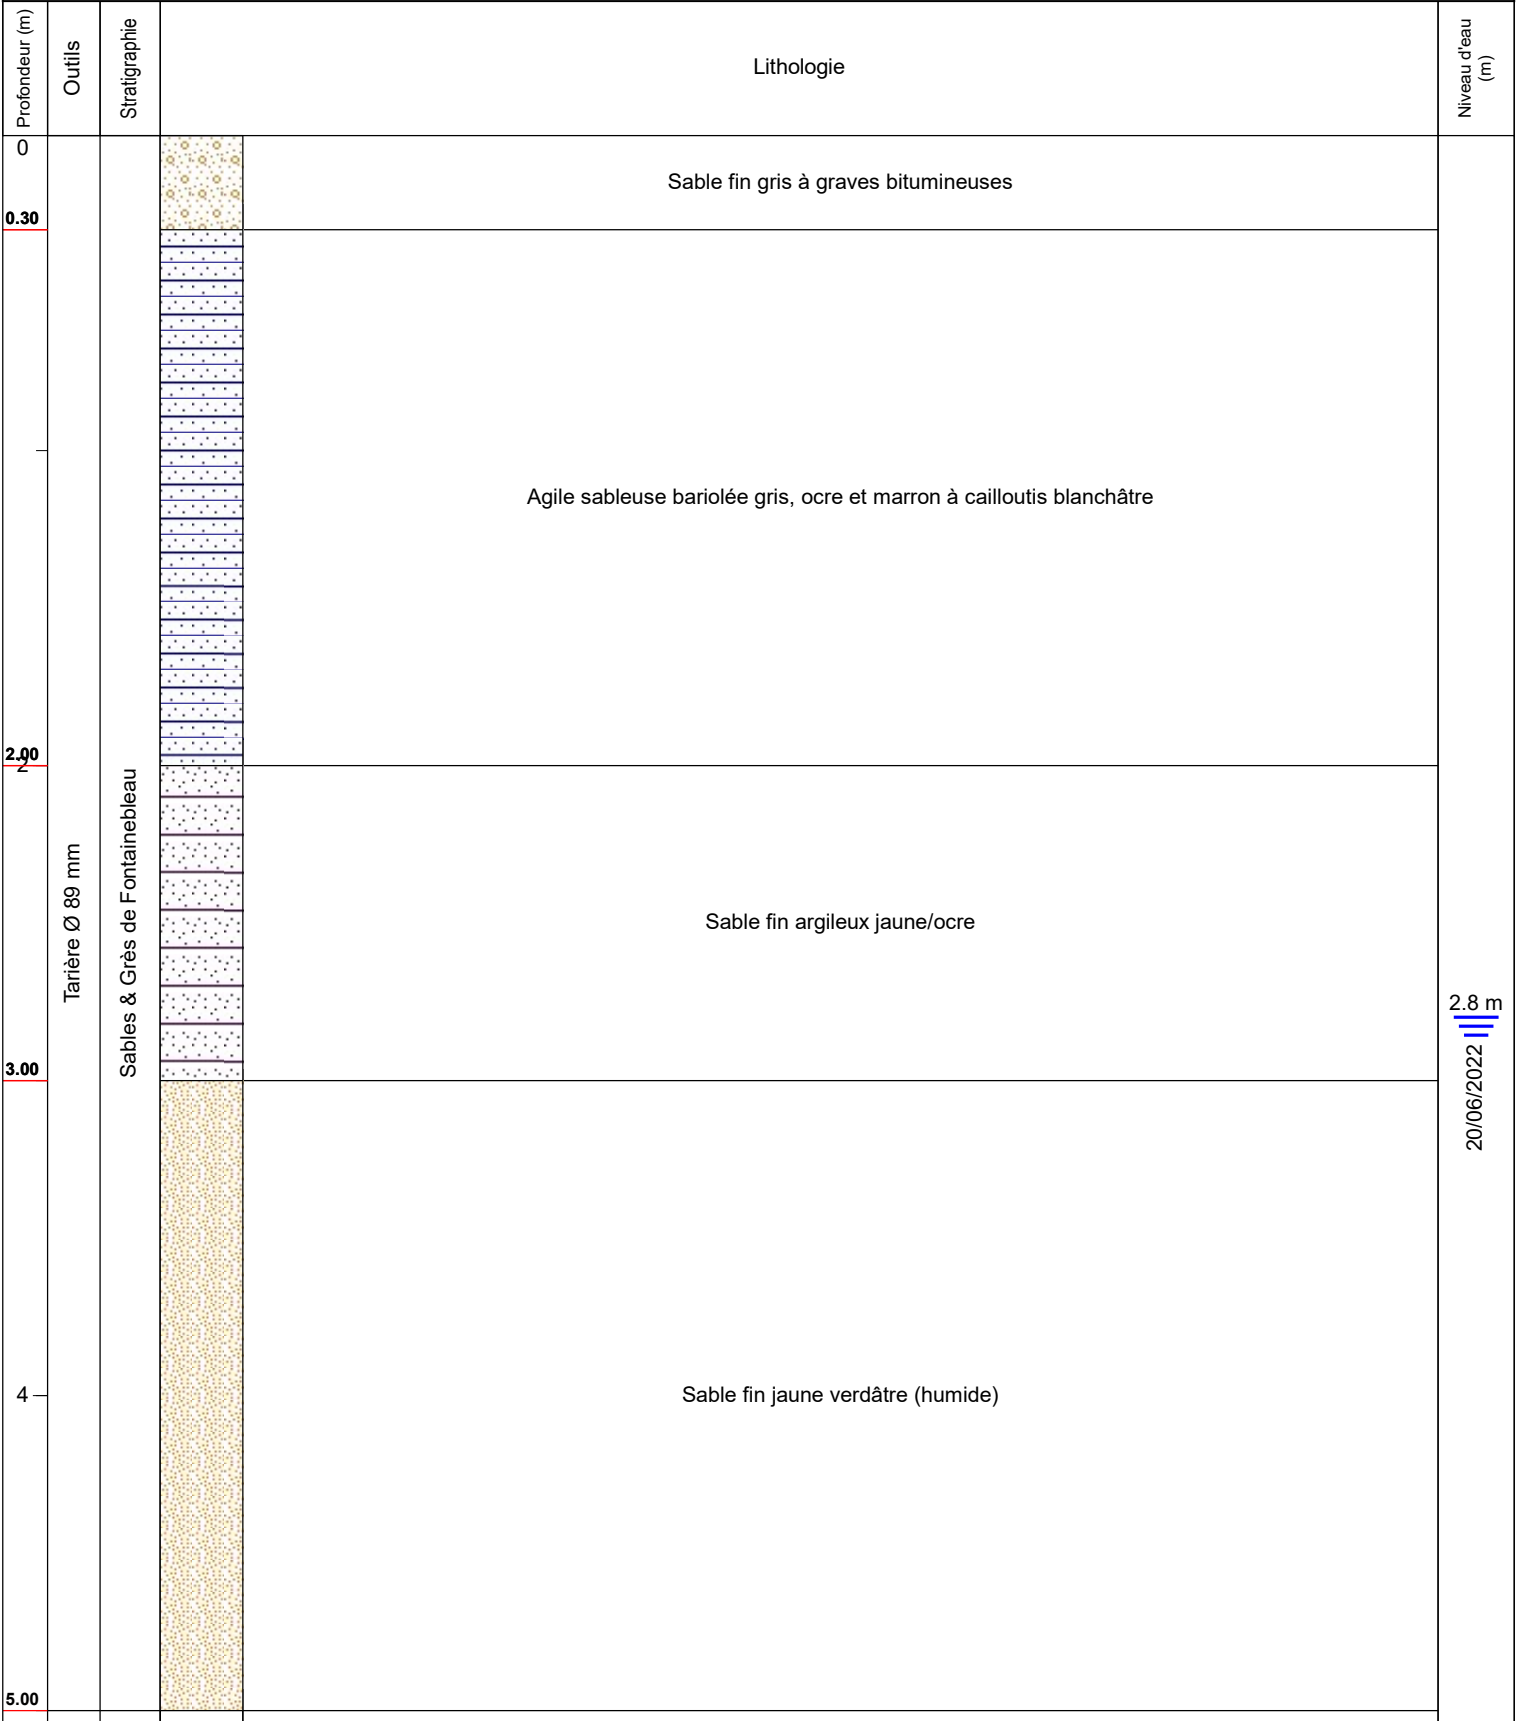 Profondeur (m)
Outils
Stratigraphie
Lithologie
Niveau d'eau
(m)
0
Sable fin gris à graves bitumineuses
0.30
Agile sableuse bariolée gris, ocre et marron à cailloutis blanchâtre
2.00
2
Tarière Ø 89 mm
Sables & Grès de Fontainebleau
Sable fin argileux jaune/ocre
2.8 m
20/06/2022
3.00
4
Sable fin jaune verdâtre (humide)
5.00